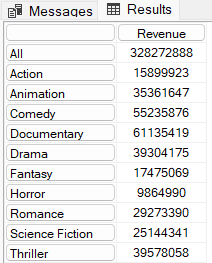 Messages Results
Revenue
All 328272888
Action 15899923
Animation 35361647
Comedy 55235876
Documentary 61135419
Drama 39304175
Fantasy 17475069
Horror 9864990
Romance 29273390
Science Fiction 25144341
Thriller 39578058